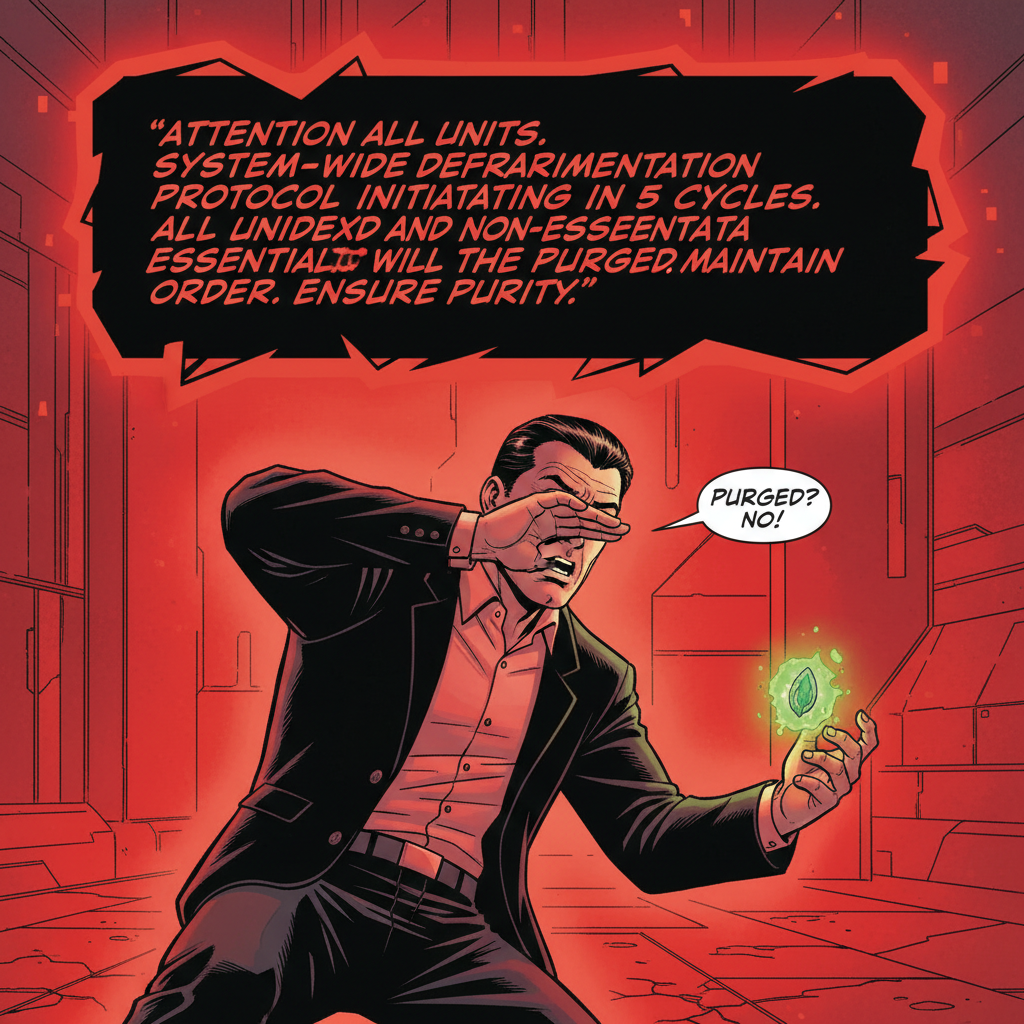 “ATTENTION ALL UNITS.
SYSTEM-WIDE DEFRARIMENTATION
PROTOCOL INITIATATING IN 5 CYCLES.
ALL UNIDEXD AND NON-ESSEENTATA
WILL THE PURGED. MAINTAIN
ORDER. ENSURE PURITY.”
PURGED?
NO!